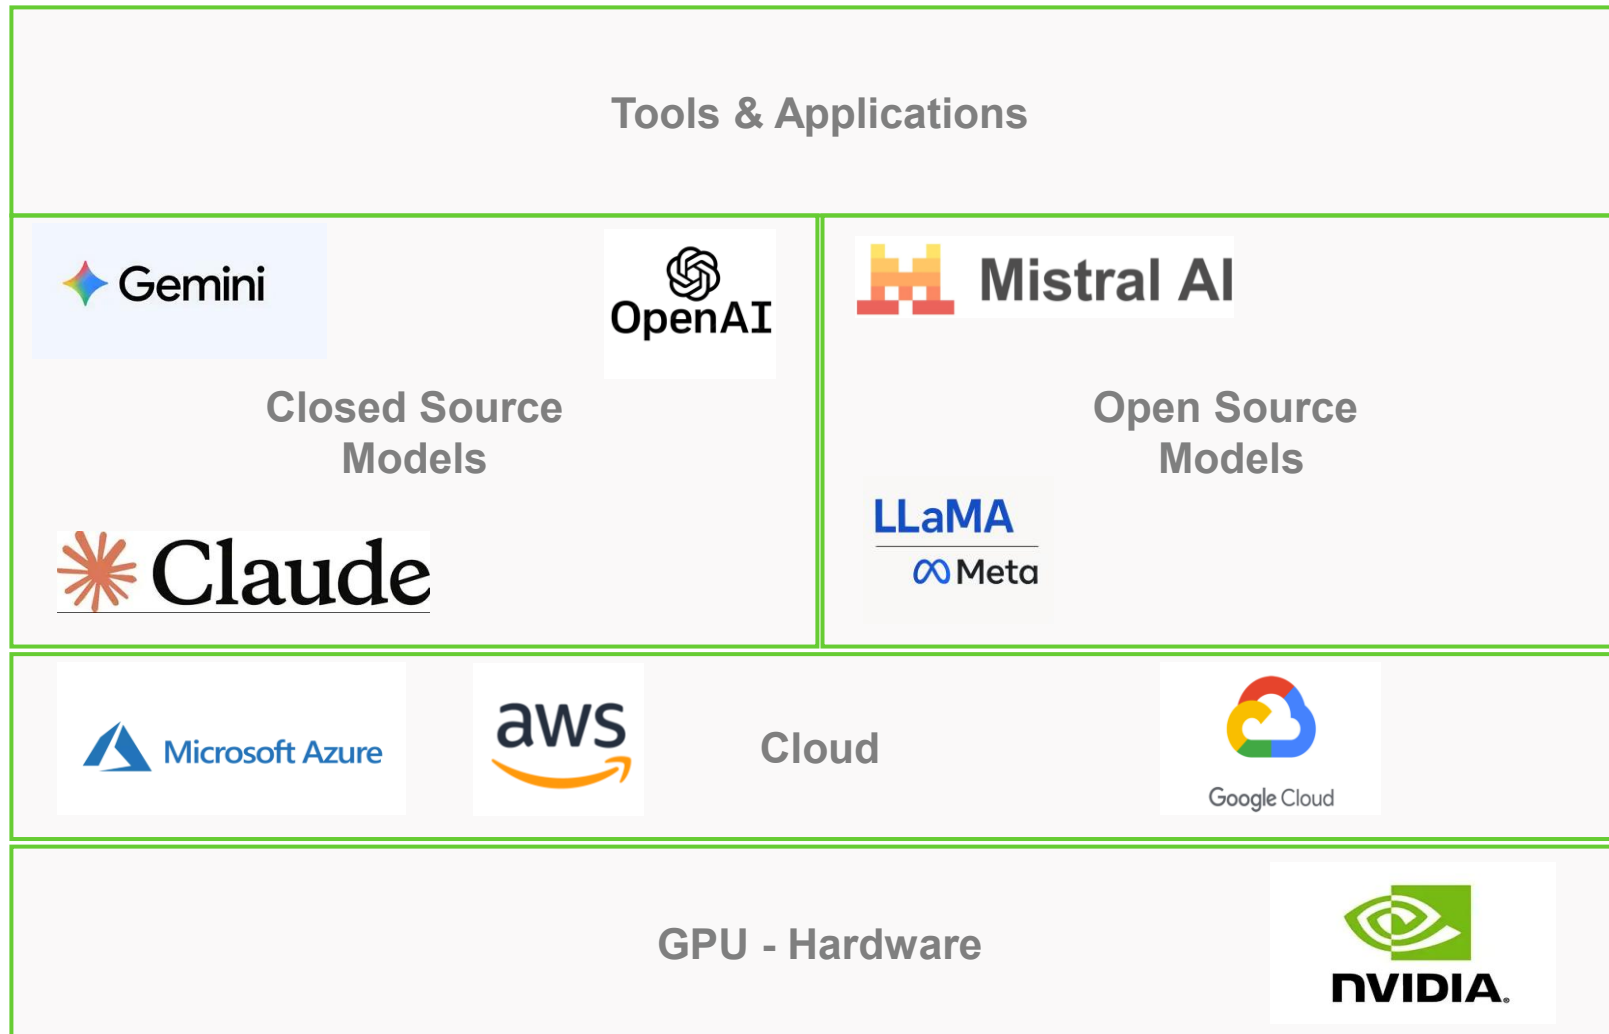 Tools & Applications
Gemini
OpenAI
Closed Source
Models
Claude
Mistral AI
Open Source
Models
LLaMA
Meta
Microsoft Azure
aws
Cloud
Google Cloud
GPU - Hardware
NVIDIA.